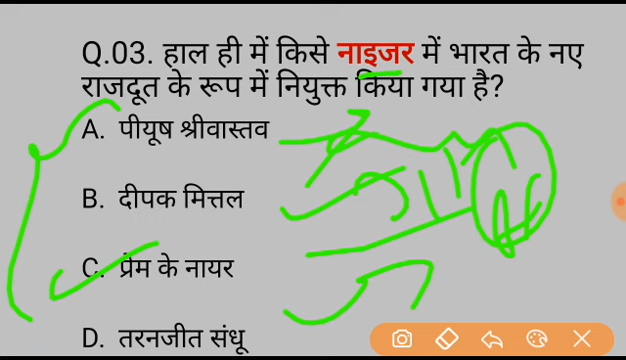 Q.03. हाल ही में किसे नाइजर में भारत के नए
राजदूत के रूप में नियुक्त किया गया है?
A. पीयूष श्रीवास्तव
B. दीपक मित्तल
C. प्रेम के नायर
D. तरनजीत संधू